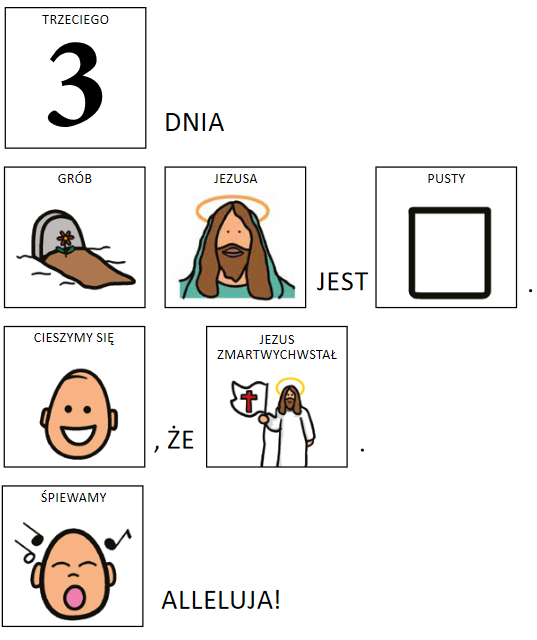 TRZECIEGO
3 DNIA
GRÓB JEZUSA PUSTY
JEST .
CIESZYMY SIĘ JEZUS
ZMARTWYCHWSTAŁ
, ŻE .
ŚPIEWAMY
ALLELUJA!